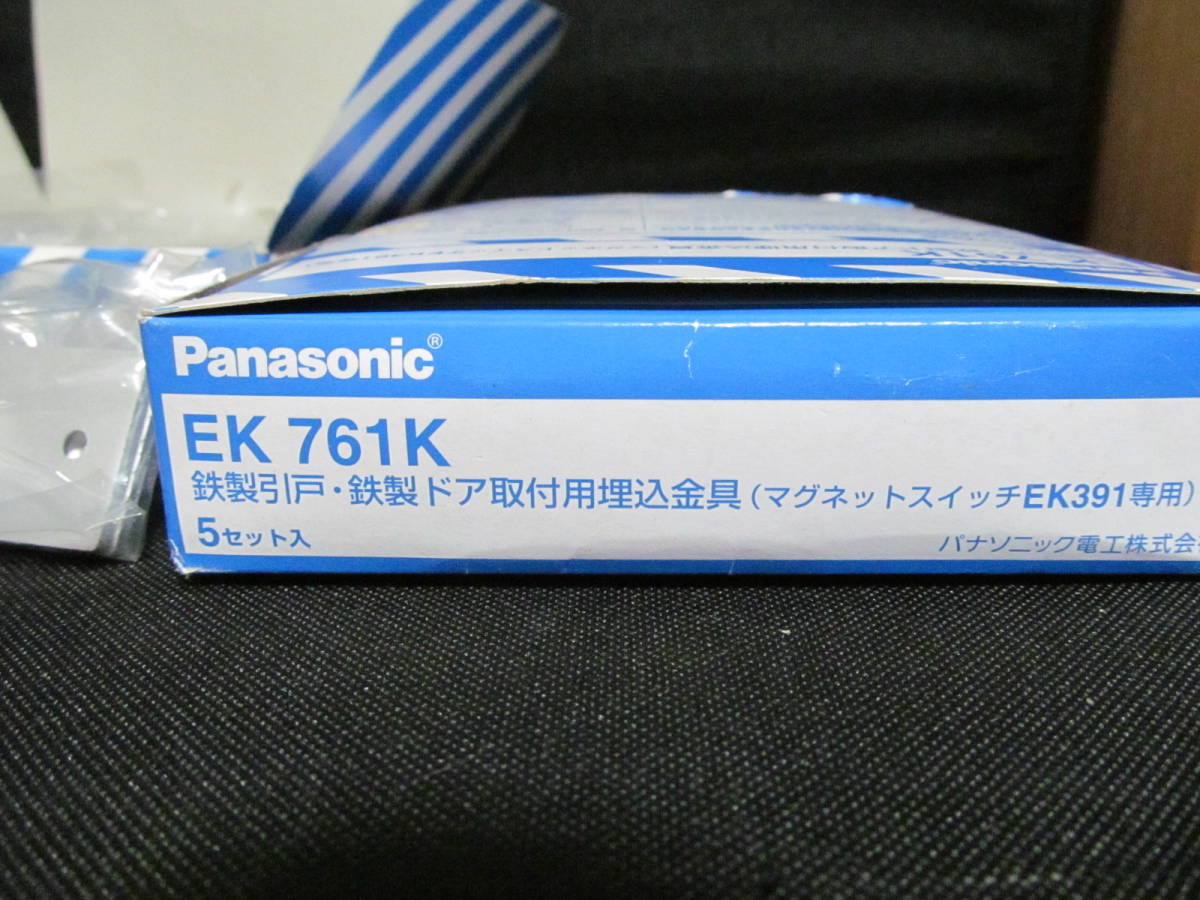 Panasonic®
EK 761K
鉄製引戸・鉄製ドア取付用埋込金具(マグネットスイッチEK391専用)
5セット入
パナソニック電工株式会